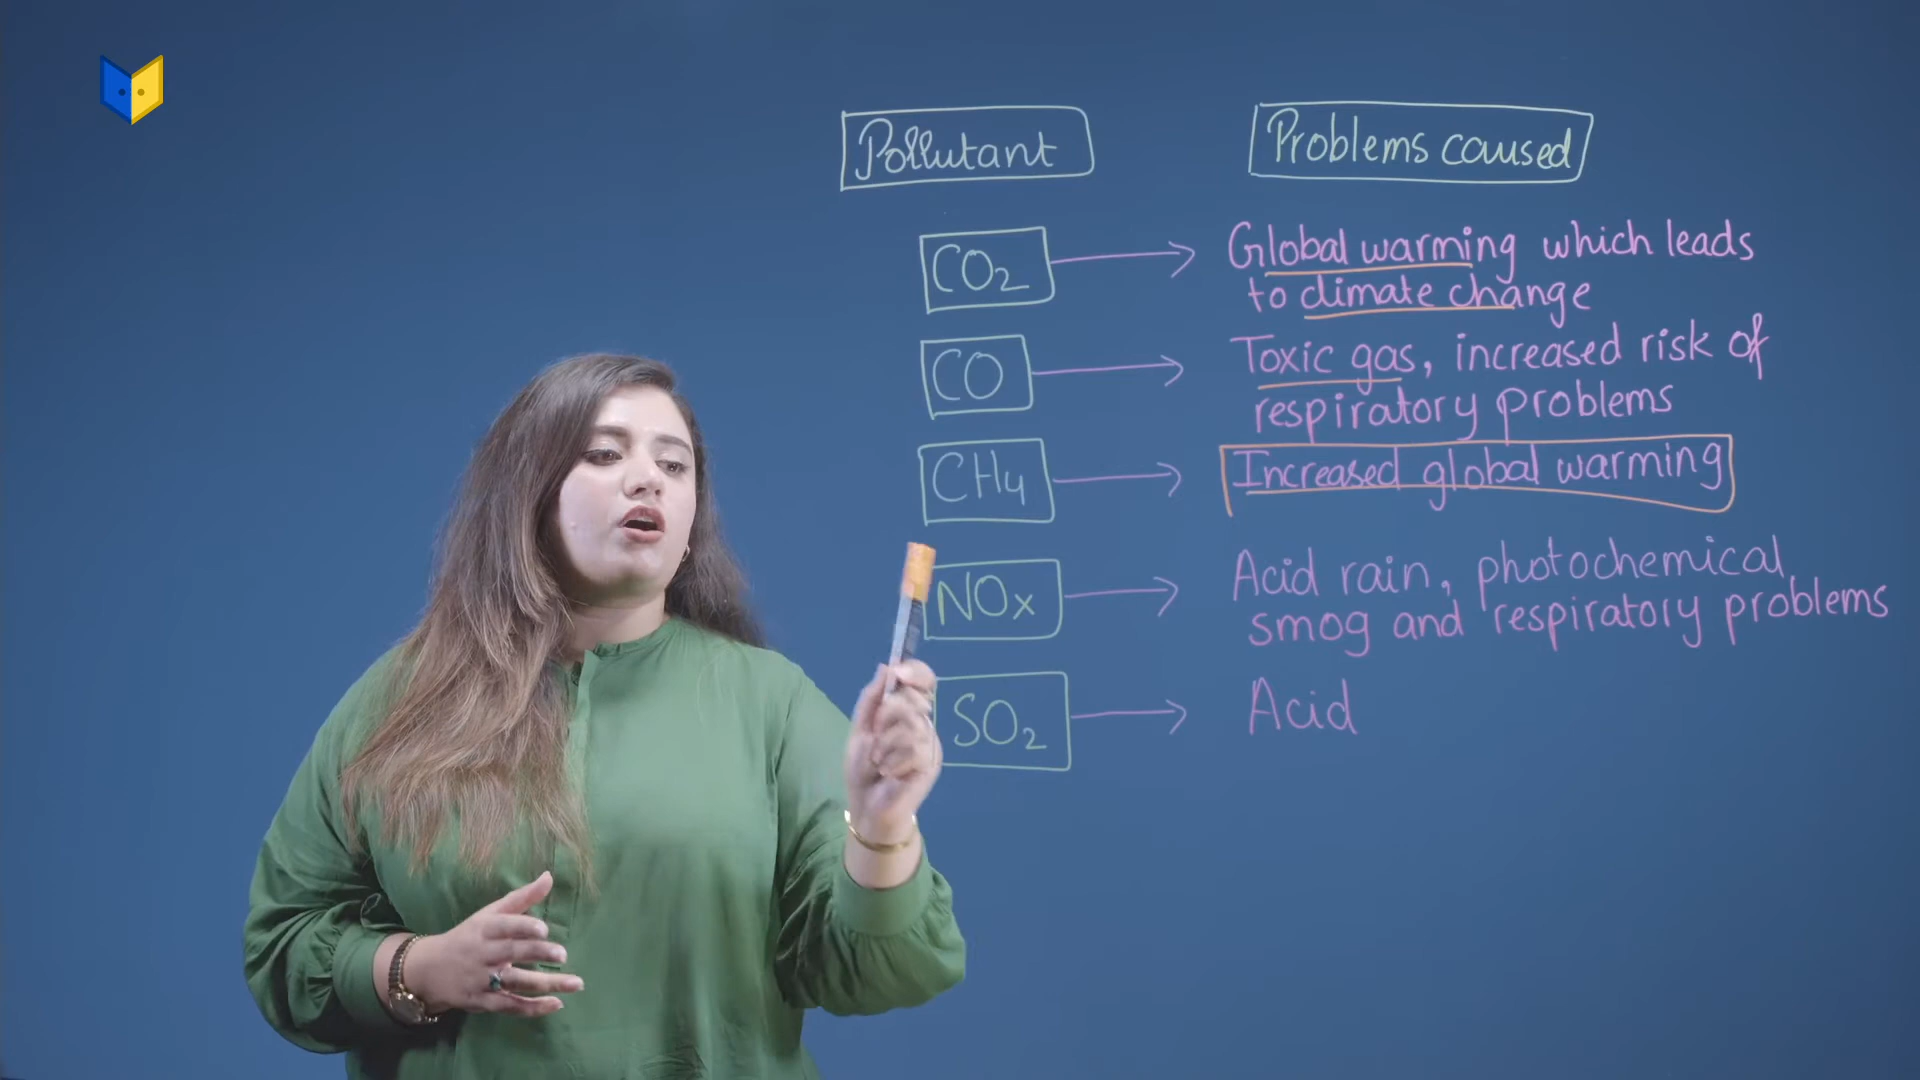 Pollutant
Problems caused
CO₂
Global warming which leads
to climate change
CO
Toxic gas, increased risk of
respiratory problems
CH₄
Increased global warming
NOx
Acid rain, photochemical
smog and respiratory problems
SO₂
Acid